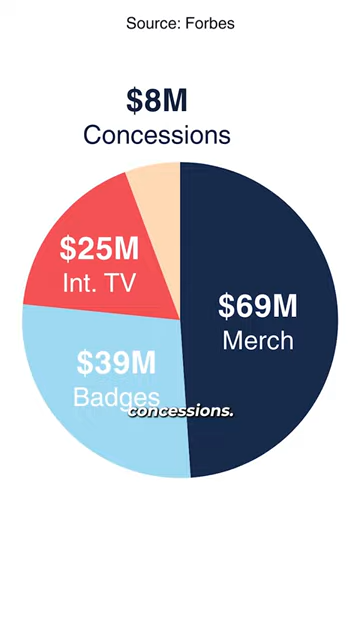 Source: Forbes
$8M
Concessions
$25M
Int. TV
$69M
Merch
$39M
Badges
concessions.